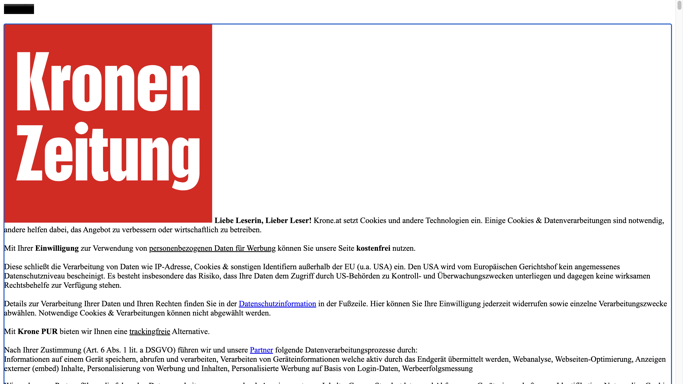 Kronen
Zeitung
Liebe Leserin, Lieber Leser! Krone.at setzt Cookies und andere Technologien ein. Einige Cookies & Datenverarbeitungen sind notwendig,
andere helfen dabei, das Angebot zu verbessern oder wirtschaftlich zu betreiben.
Mit Ihrer Einwilligung zur Verwendung von personenbezogenen Daten für Werbung können Sie unsere Seite kostenfrei nutzen.
Diese schließt die Verarbeitung von Daten wie IP-Adresse, Cookies & sonstigen Identifiern außerhalb der EU (u.a. USA) ein. Den USA wird vom Europäischen Gerichtshof kein angemessenes
Datenschutzniveau bescheinigt. Es besteht insbesondere das Risiko, dass Ihre Daten dem Zugriff durch US-Behörden zu Kontroll- und Überwachungszwecken unterliegen und dagegen keine wirksamen
Rechtsbehelfe zur Verfügung stehen.
Details zur Verarbeitung Ihrer Daten und Ihren Rechten finden Sie in der Datenschutzinformation in der Fußzeile. Hier können Sie Ihre Einwilligung jederzeit widerrufen sowie einzelne Verarbeitungszwecke
abwählen. Notwendige Cookies & Verarbeitungen können nicht abgewählt werden.
Mit Krone PUR bieten wir Ihnen eine trackingfreie Alternative.
Nach Ihrer Zustimmung (Art. 6 Abs. 1 lit. a DSGVO) führen wir und unsere Partner folgende Datenverarbeitungsprozesse durch:
Informationen auf einem Gerät speichern, abrufen und verarbeiten, Verarbeiten von Geräteinformationen welche aktiv durch das Endgerät übermittelt werden, Webanalyse, Webseiten-Optimierung, Anzeigen
externer (embed) Inhalte, Personalisierung von Werbung und Inhalten, Personalisierte Werbung auf Basis von Login-Daten, Werbeerfolgsmessung